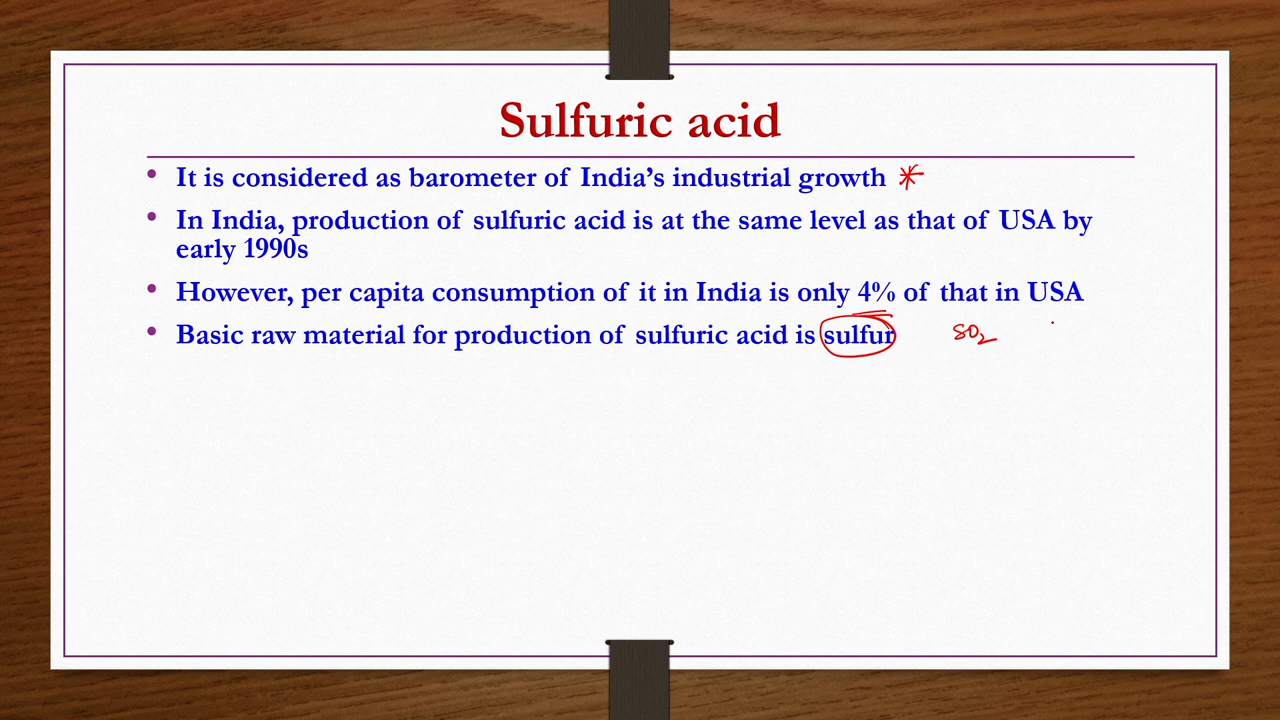 Sulfuric acid
• It is considered as barometer of India's industrial growth *
• In India, production of sulfuric acid is at the same level as that of USA by
early 1990s
• However, per capita consumption of it in India is only 4% of that in USA
• Basic raw material for production of sulfuric acid is sulfur SO2